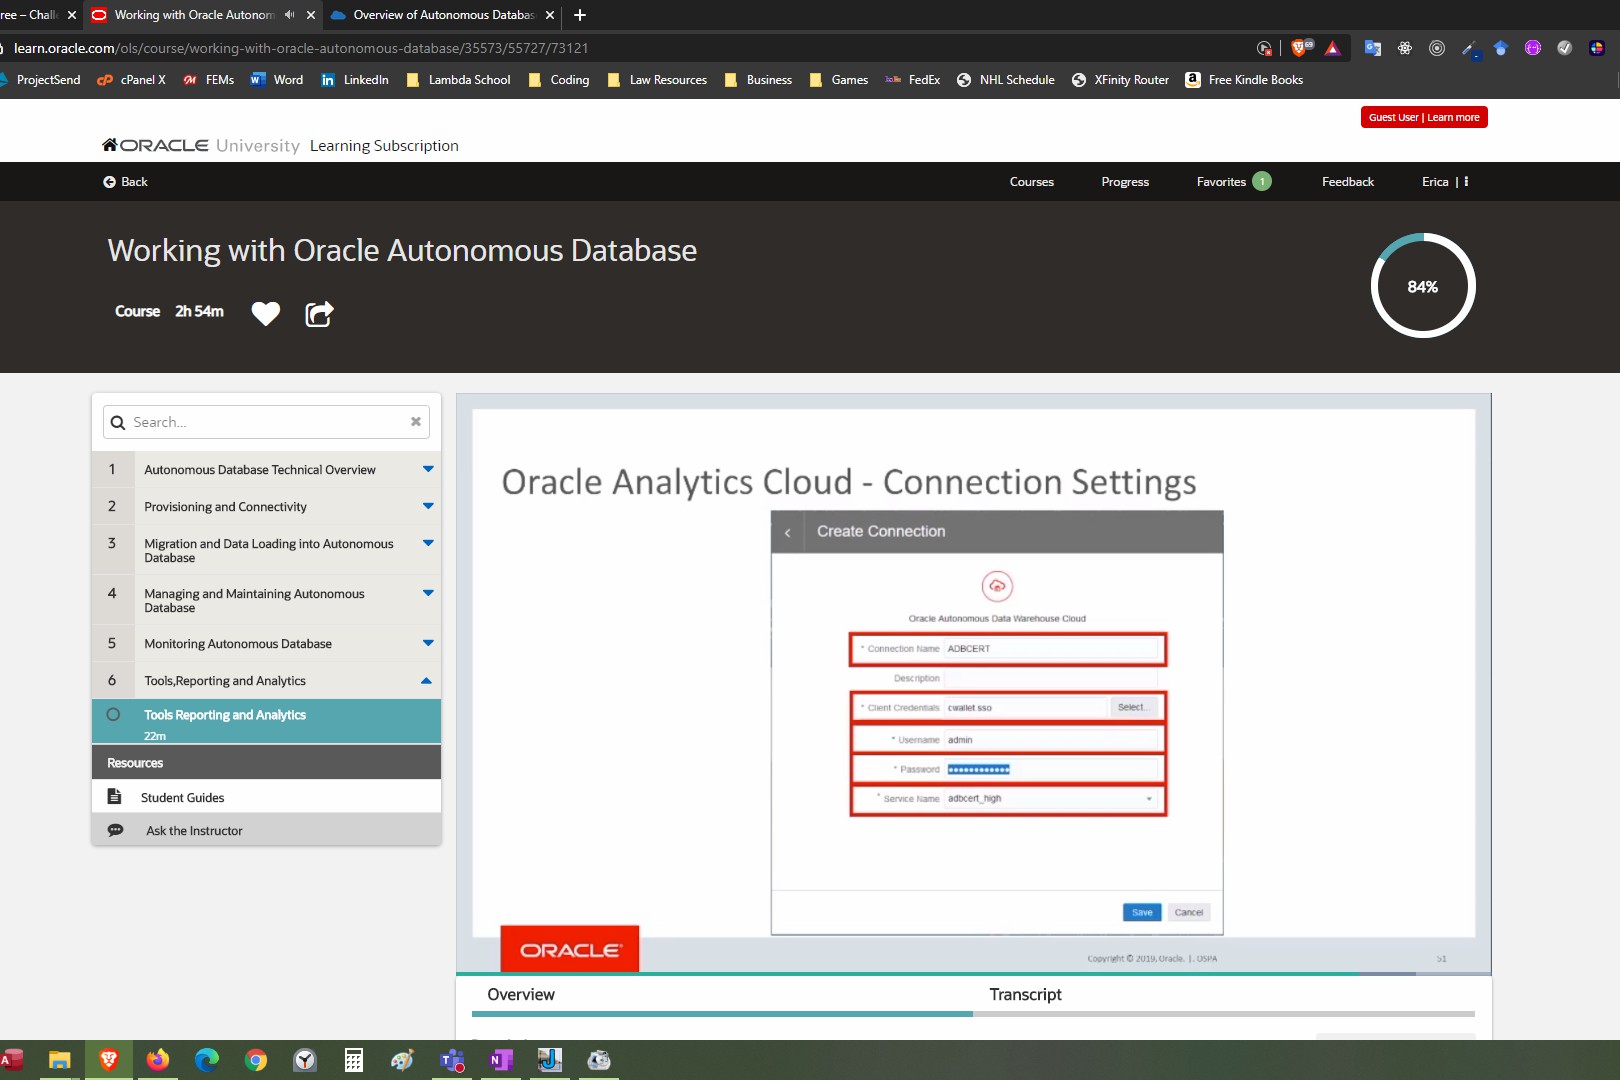 ree – Chall
Working with Oracle Autonom
Overview of Autonomous Databas
learn.oracle.com/ols/course/working-with-oracle-autonomous-database/35573/55727/73121
69
ProjectSend
cPanel X
FEMs
Word
LinkedIn
Lambda School
Coding
Law Resources
Business
Games
FedEx
NHL Schedule
XFinity Router
Free Kindle Books
Guest User | Learn more
ORACLE University Learning Subscription
Back
Courses
Progress
Favorites 1
Feedback
Erica |
Working with Oracle Autonomous Database
Course 2h 54m
84%
Search...
1 Autonomous Database Technical Overview
2 Provisioning and Connectivity
3 Migration and Data Loading into Autonomous
Database
4 Managing and Maintaining Autonomous
Database
5 Monitoring Autonomous Database
6 Tools,Reporting and Analytics
Tools Reporting and Analytics
22m
Resources
Student Guides
Ask the Instructor
Oracle Analytics Cloud - Connection Settings
Create Connection
Oracle Autonomous Data Warehouse Cloud
* Connection Name ADBCERT
Description
* Client Credentials cwallet.sso Select...
* Username admin
* Password
* Service Name adbcert_high
Save Cancel
ORACLE
Copyright © 2019, Oracle. | . DSPA
51
Overview
Transcript